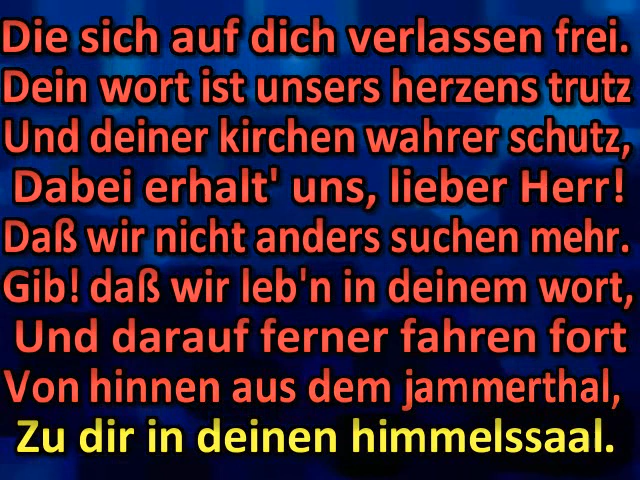 Die sich auf dich verlassen frei.
Dein wort ist unsers herzens trutz
Und deiner kirchen wahrer schutz,
Dabei erhalt' uns, lieber Herr!
Daß wir nicht anders suchen mehr.
Gib! daß wir leb'n in deinem wort,
Und darauf ferner fahren fort
Von hinnen aus dem jammerthal,
Zu dir in deinen himmelssaal.